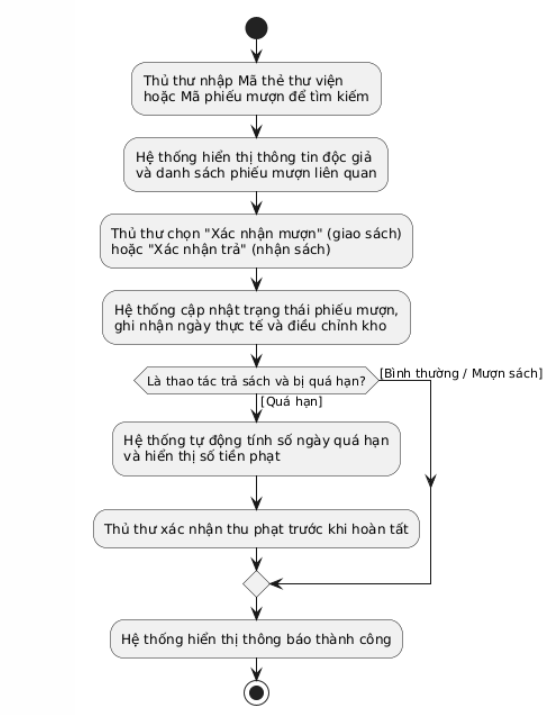 Thủ thư nhập Mã thẻ thư viện
hoặc Mã phiếu mượn để tìm kiếm
Hệ thống hiển thị thông tin độc giả
và danh sách phiếu mượn liên quan
Thủ thư chọn "Xác nhận mượn" (giao sách)
hoặc "Xác nhận trả" (nhận sách)
Hệ thống cập nhật trạng thái phiếu mượn,
ghi nhận ngày thực tế và điều chỉnh kho
Là thao tác trả sách và bị quá hạn?
[Bình thường / Mượn sách]
[Quá hạn]
Hệ thống tự động tính số ngày quá hạn
và hiển thị số tiền phạt
Thủ thư xác nhận thu phạt trước khi hoàn tất
Hệ thống hiển thị thông báo thành công